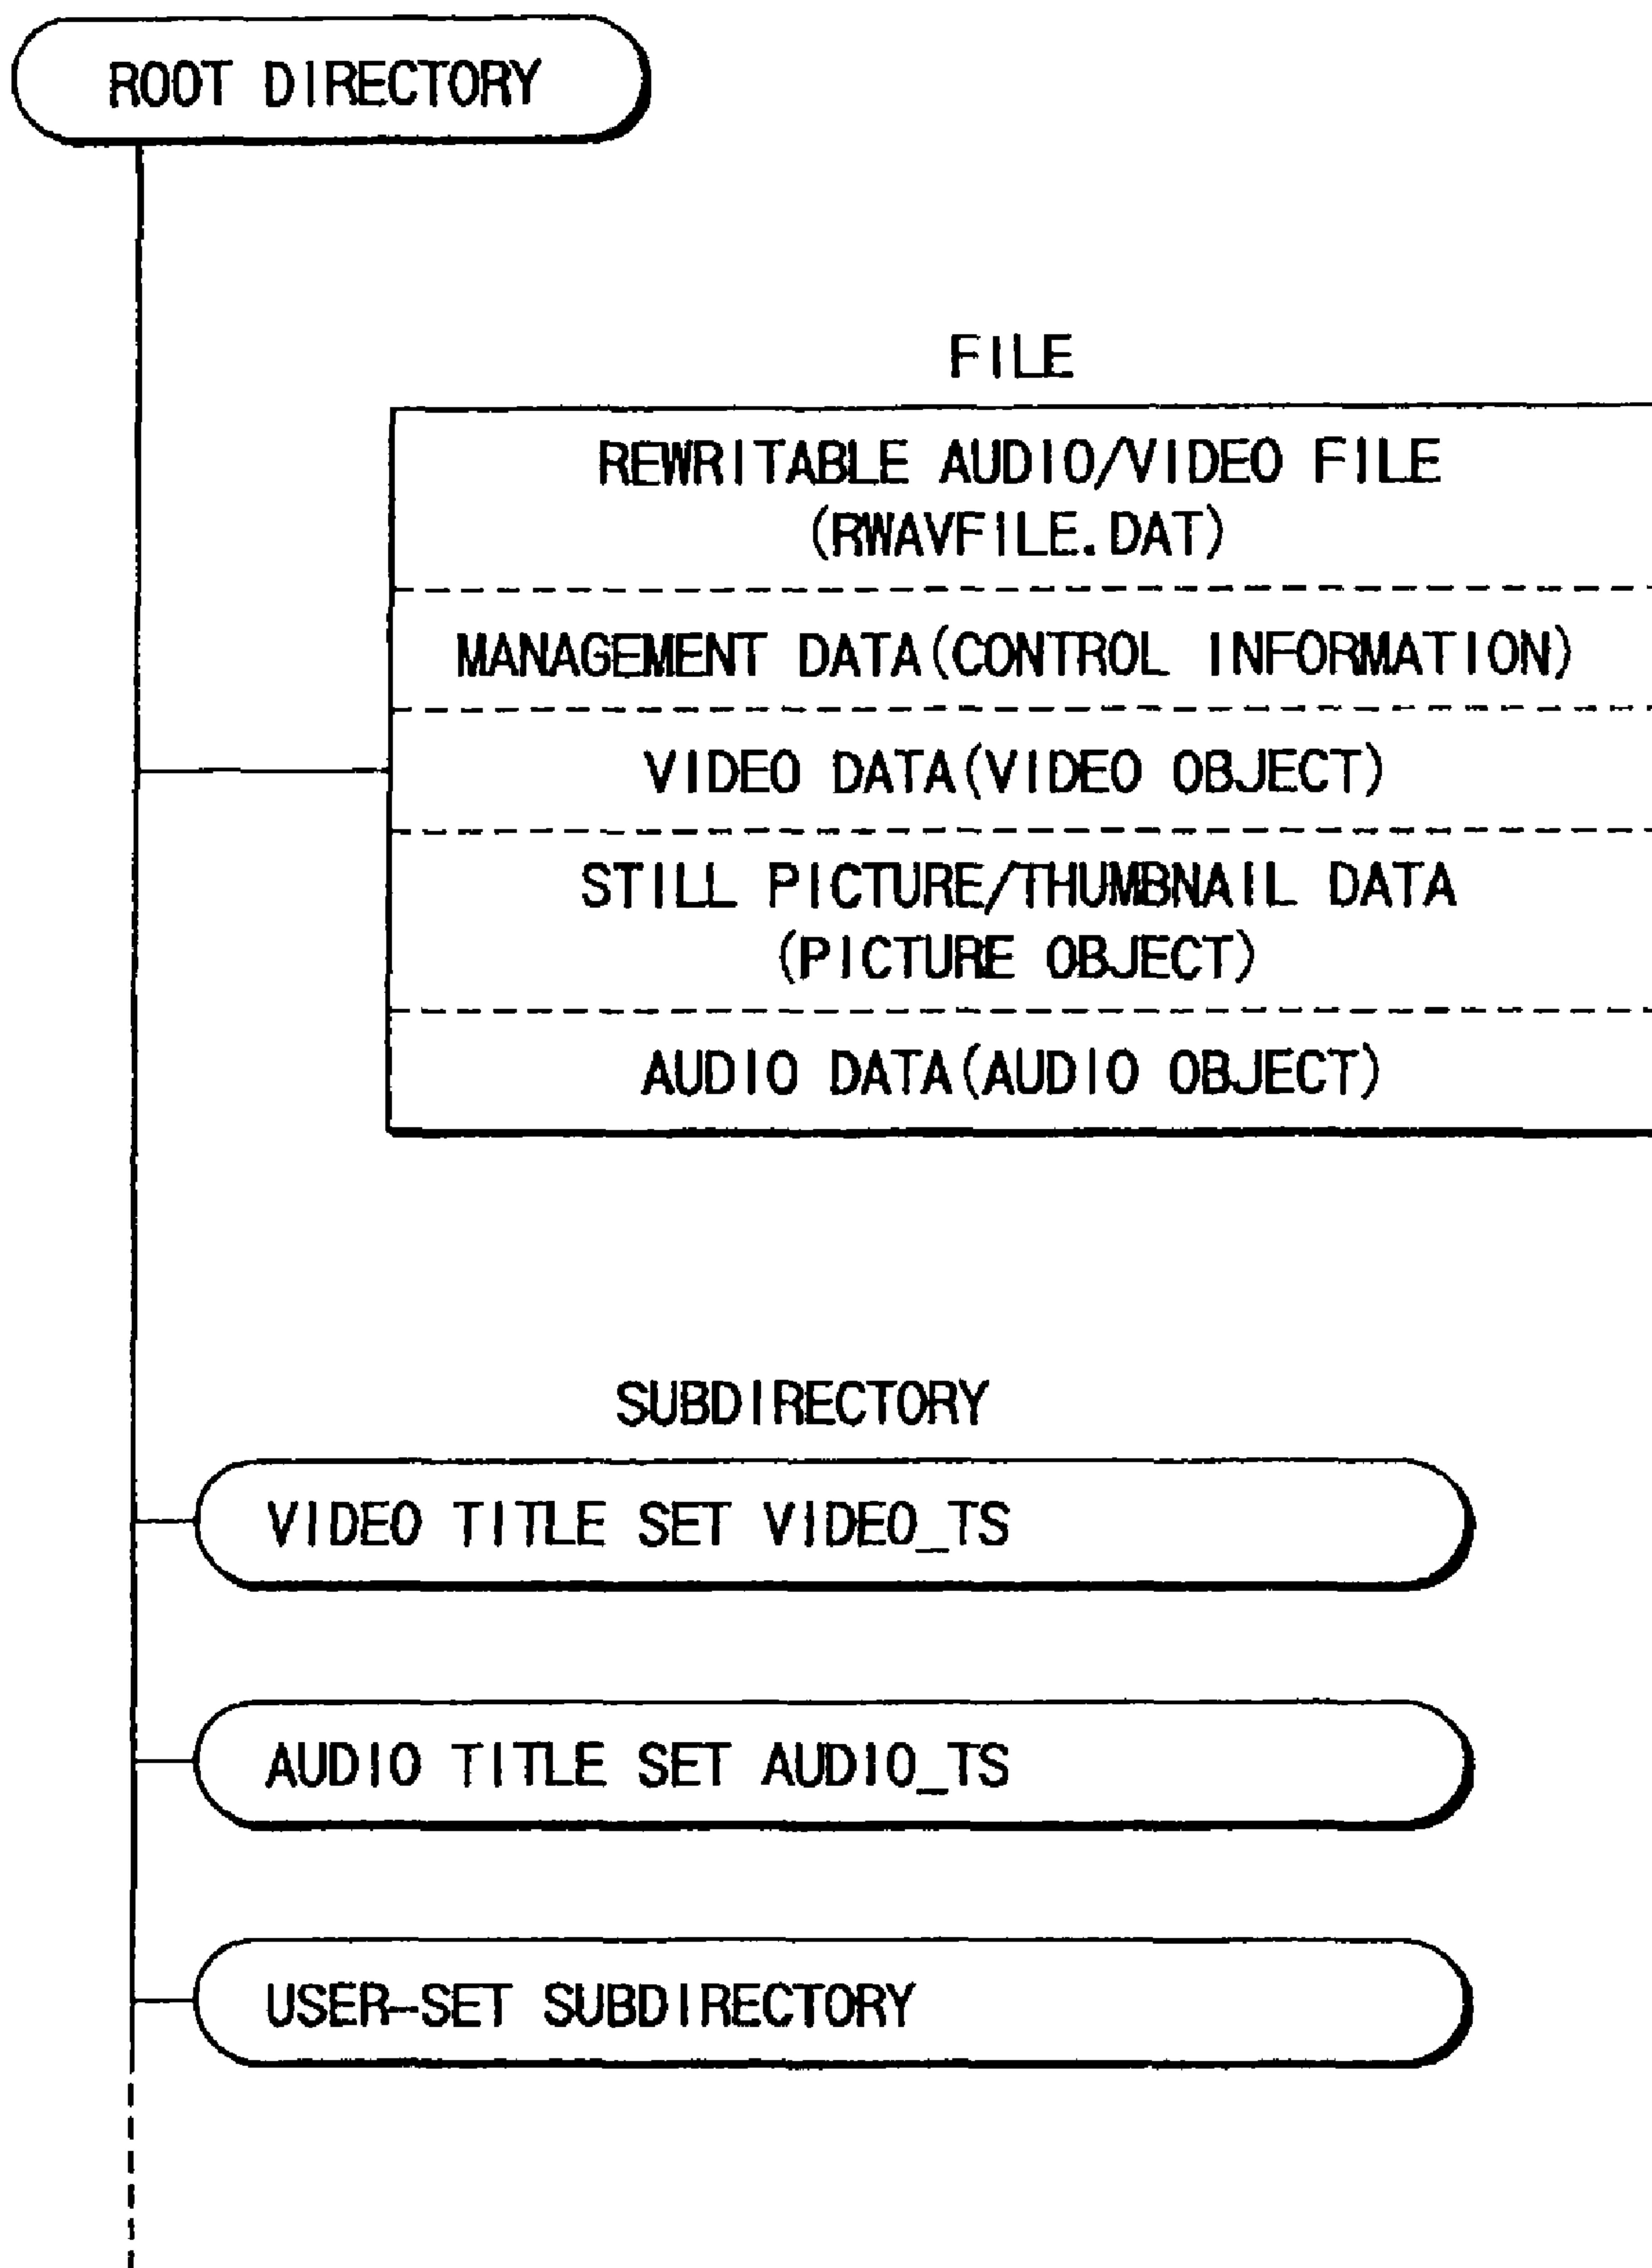 ROOT DIRECTORY
FILE
REWRITABLE AUDIO/VIDEO FILE
(RWAVFILE.DAT)
MANAGEMENT DATA(CONTROL INFORMATION)
VIDEO DATA(VIDEO OBJECT)
STILL PICTURE/THUMBNAIL DATA
(PICTURE OBJECT)
AUDIO DATA(AUDIO OBJECT)
SUBDIRECTORY
VIDEO TITLE SET VIDEO_TS
AUDIO TITLE SET AUDIO_TS
USER-SET SUBDIRECTORY